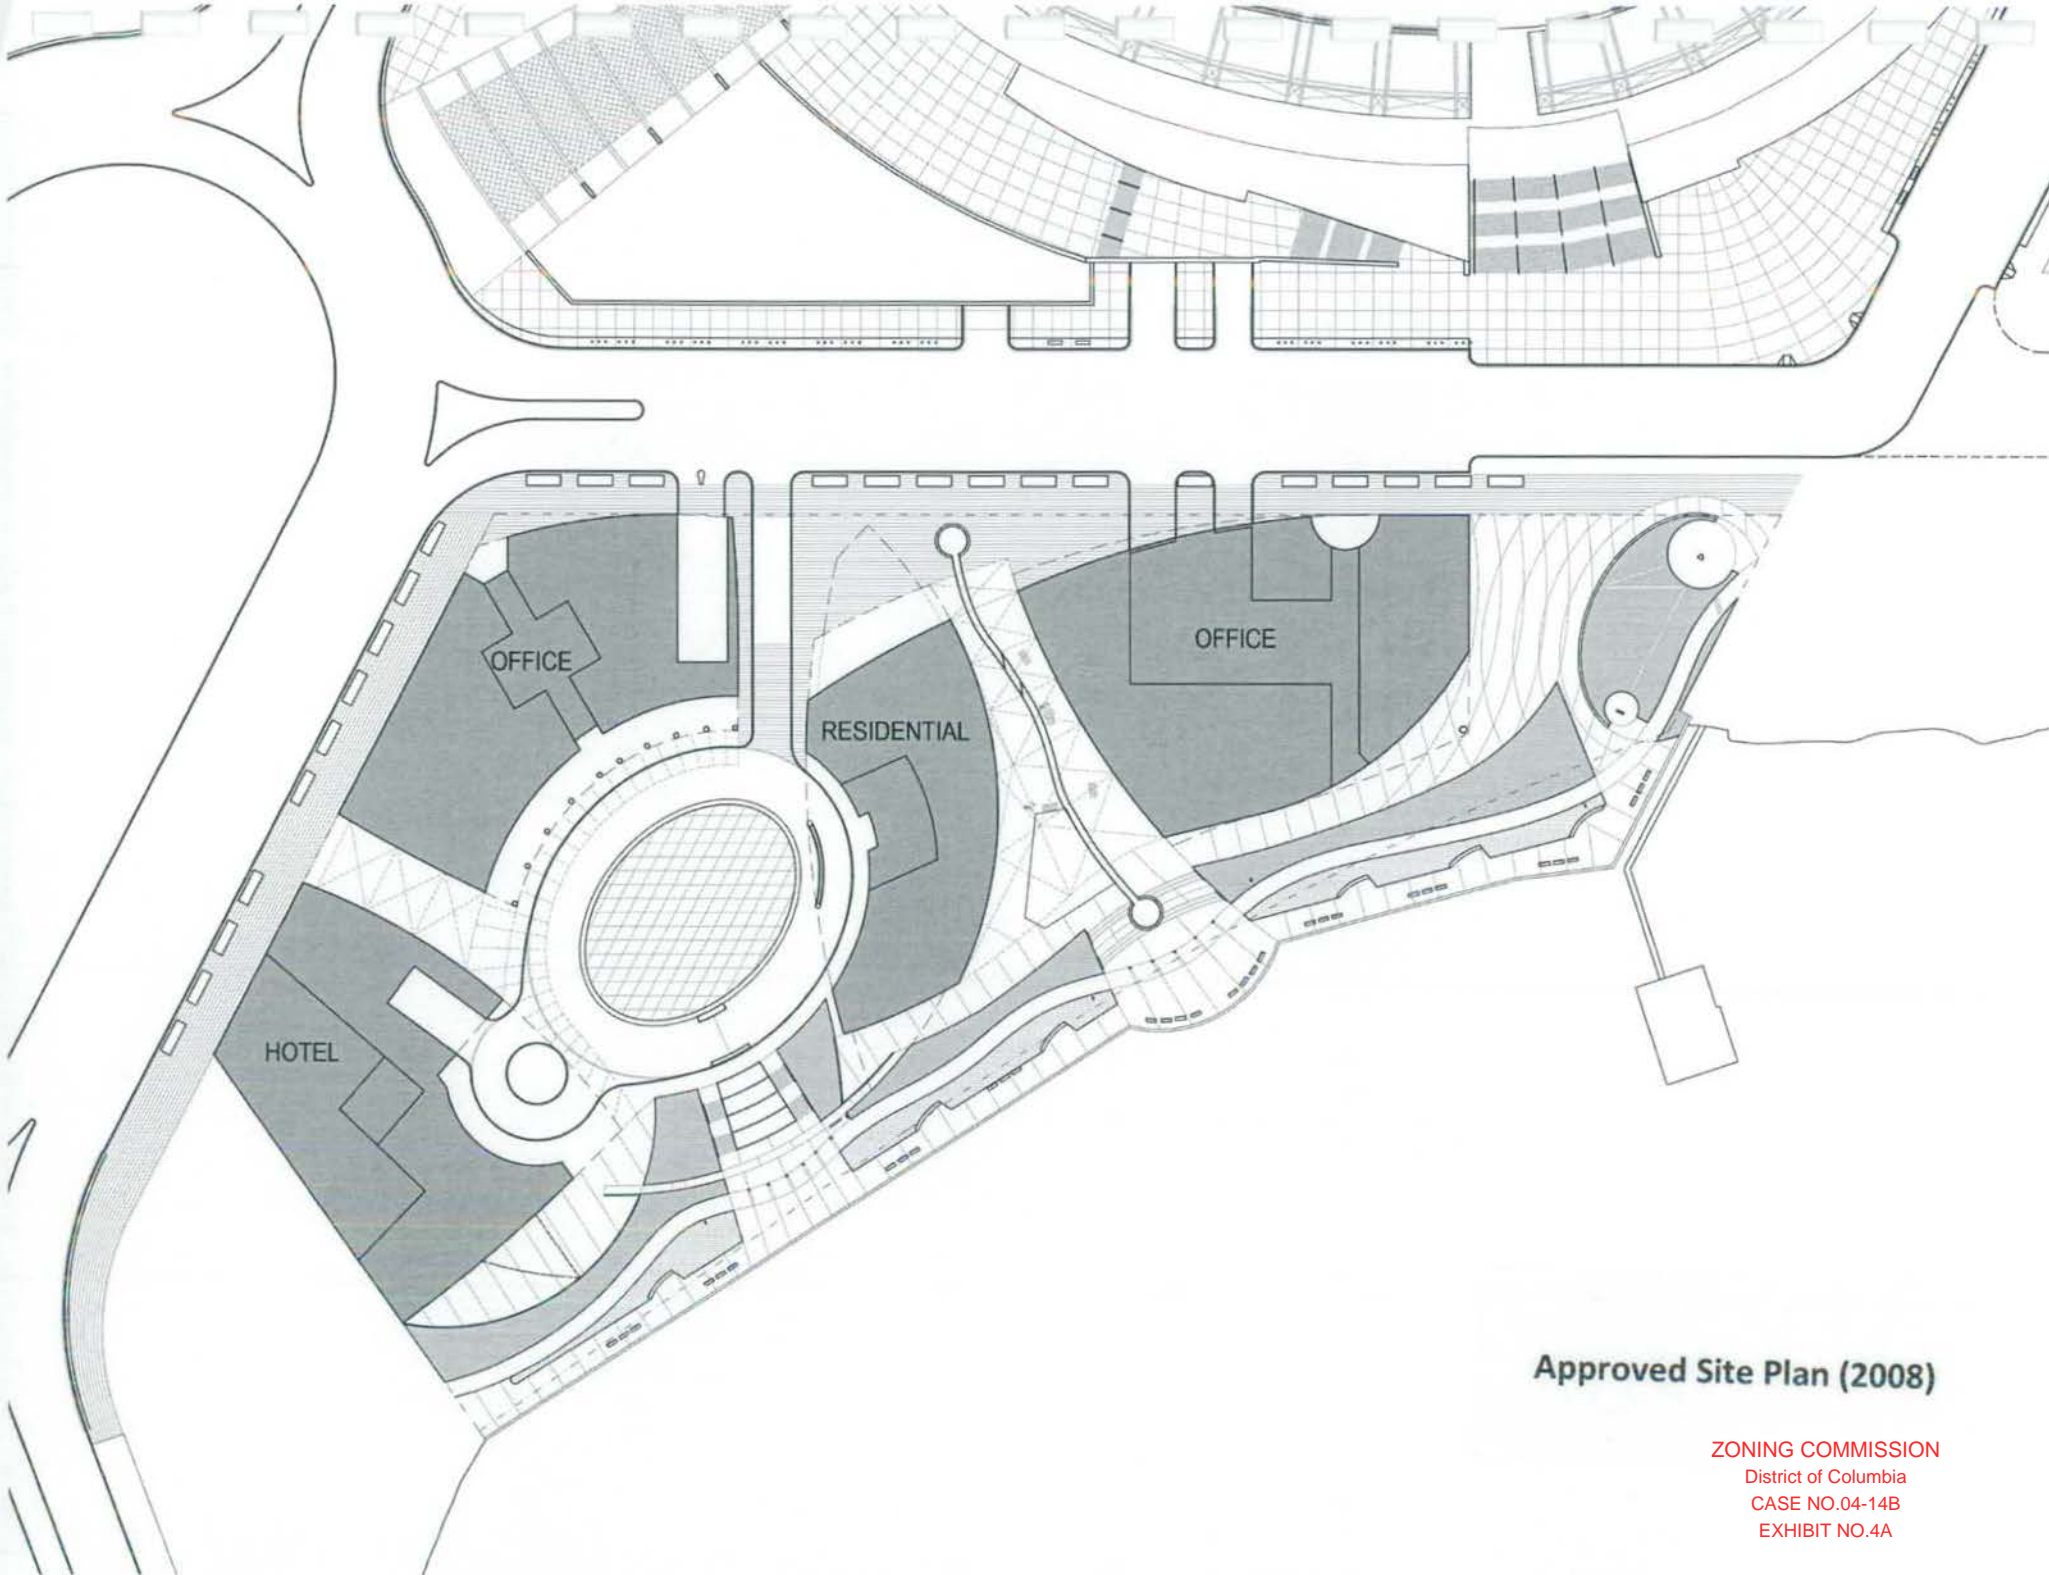 OFFICE
OFFICE
RESIDENTIAL
HOTEL
Approved Site Plan (2008)
ZONING COMMISSION
District of Columbia
CASE NO.04-14B
EXHIBIT NO.4A